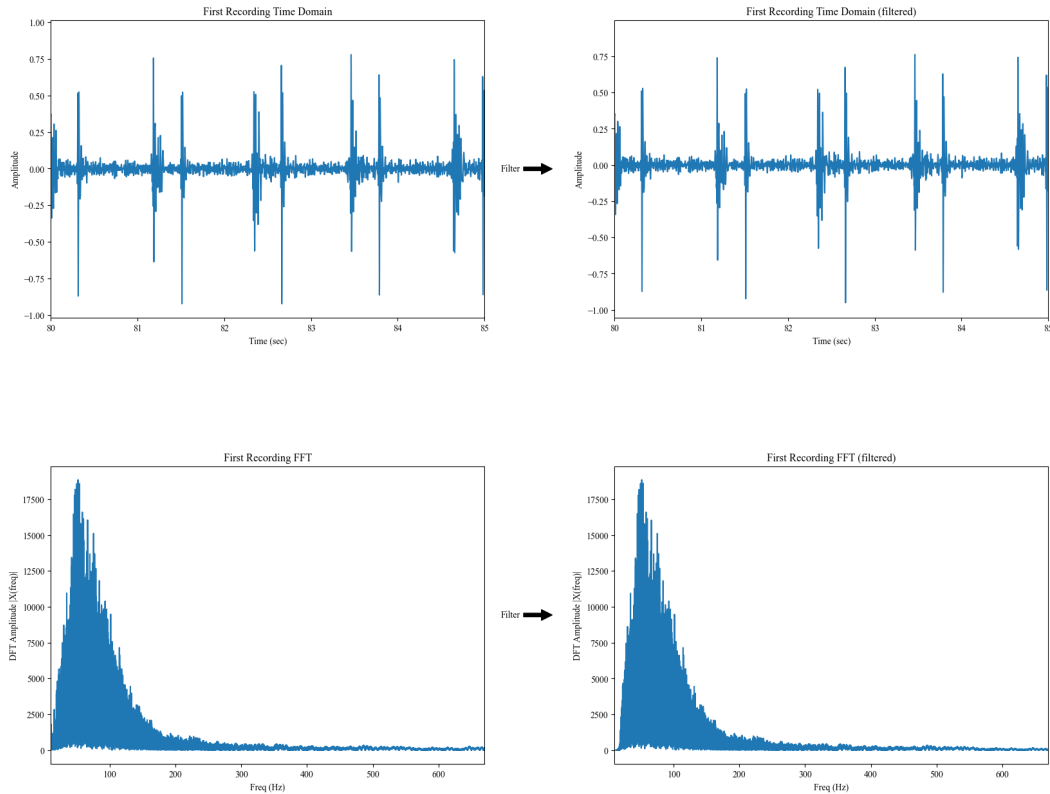 First Recording Time Domain
1.00
0.75
0.50
0.25
0.00
−0.25
−0.50
−0.75
−1.00
Amplitude
80 81 82 83 84 85
Time (sec)
Filter
First Recording Time Domain (filtered)
0.75
0.50
0.25
0.00
−0.25
−0.50
−0.75
−1.00
Amplitude
80 81 82 83 84 85
Time (sec)
First Recording FFT
17500
15000
12500
10000
7500
5000
2500
0
DFT Amplitude |X(freq)|
100 200 300 400 500 600
Freq (Hz)
Filter
First Recording FFT (filtered)
17500
15000
12500
10000
7500
5000
2500
0
DFT Amplitude |X(freq)|
100 200 300 400 500 600
Freq (Hz)